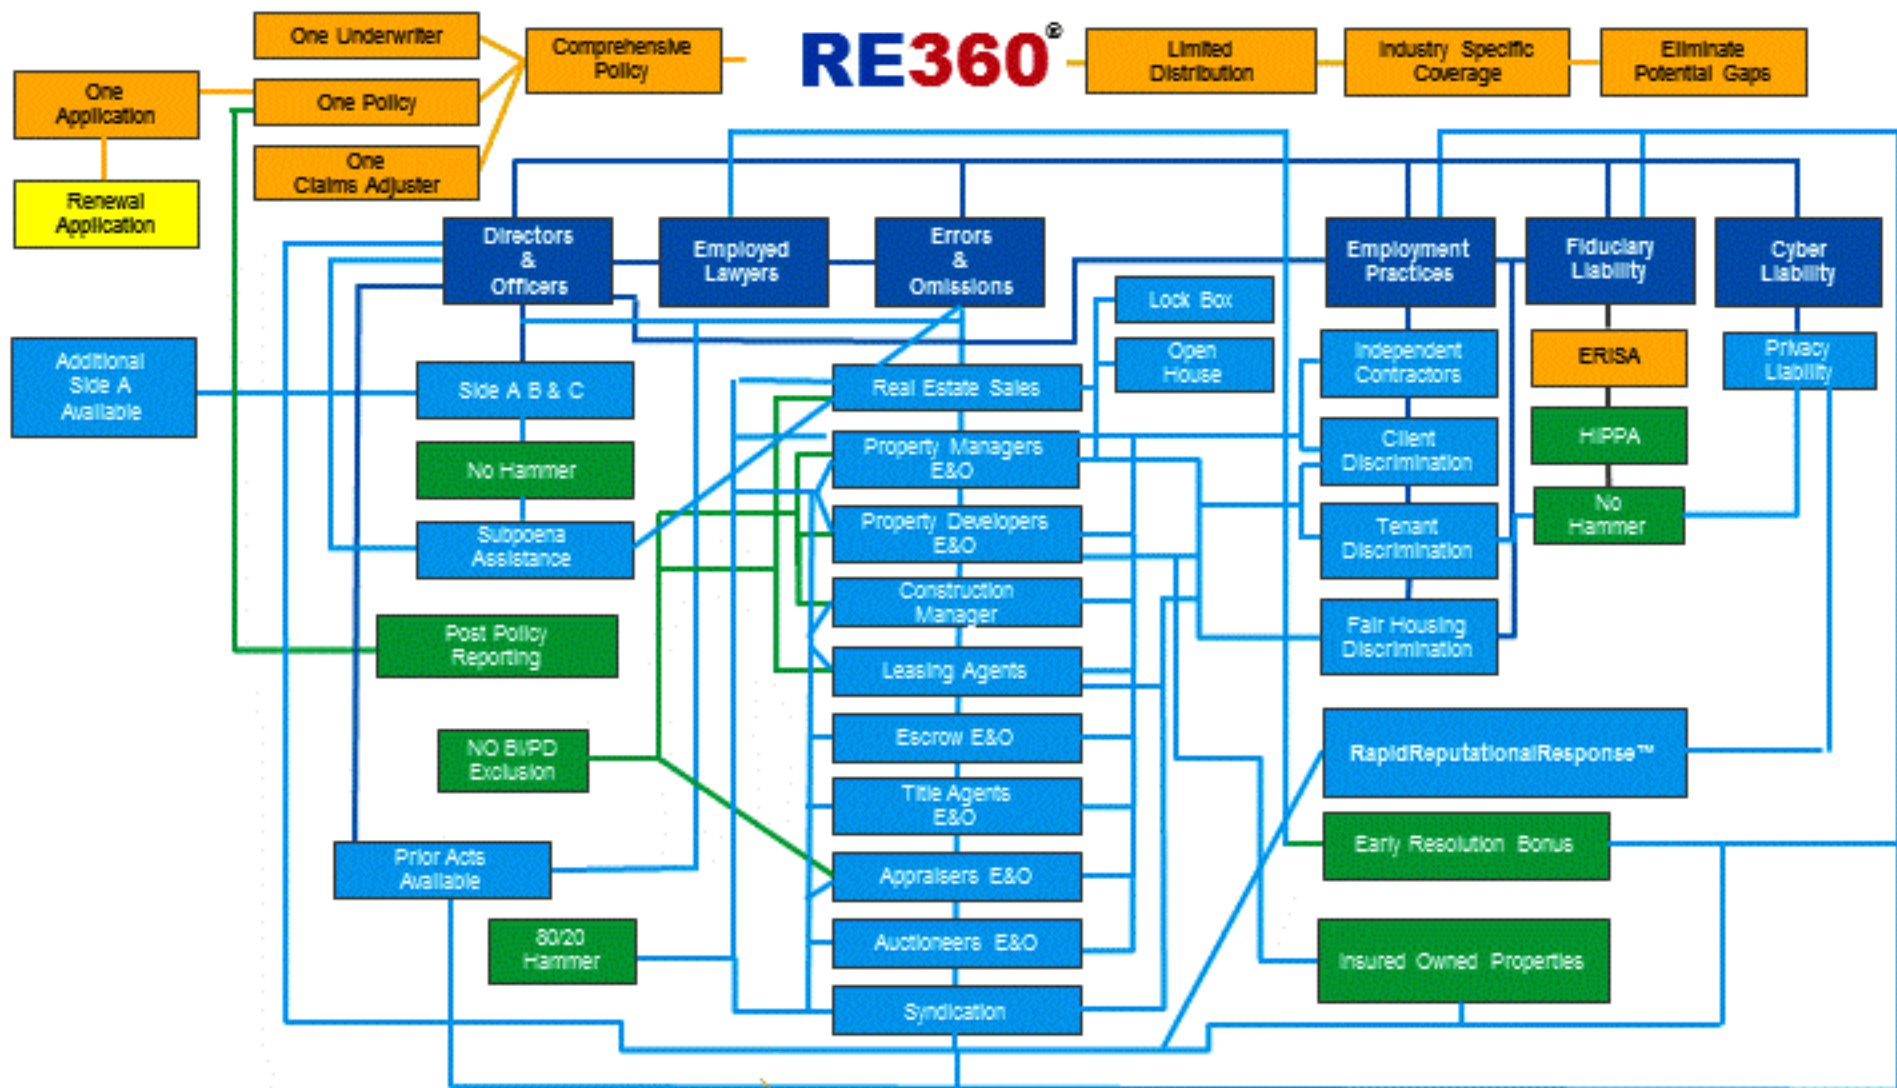 One Underwriter
Comprehensive
Policy
RE360®
Limited
Distribution
Industry Specific
Coverage
Eliminate
Potential Gaps
One
Application
One Policy
One
Claims Adjuster
Renewal
Application
Directors
&
Officers
Employed
Lawyers
Errors
&
Omissions
Employment
Practices
Fiduciary
Liability
Cyber
Liability
Lock Box
Open
House
Additional
Side A
Available
Side A B & C
No Hammer
Subpoena
Assistance
Post Policy
Reporting
NO BI/PD
Exclusion
Prior Acts
Available
80/20
Hammer
Real Estate Sales
Property Managers
E&O
Property Developers
E&O
Construction
Manager
Leasing Agents
Escrow E&O
Title Agents
E&O
Appraisers E&O
Auctioneers E&O
Syndication
Independent
Contractors
Client
Discrimination
Tenant
Discrimination
Fair Housing
Discrimination
ERISA
HIPPA
No
Hammer
Privacy
Liability
RapidReputationalResponse™
Early Resolution Bonus
Insured Owned Properties